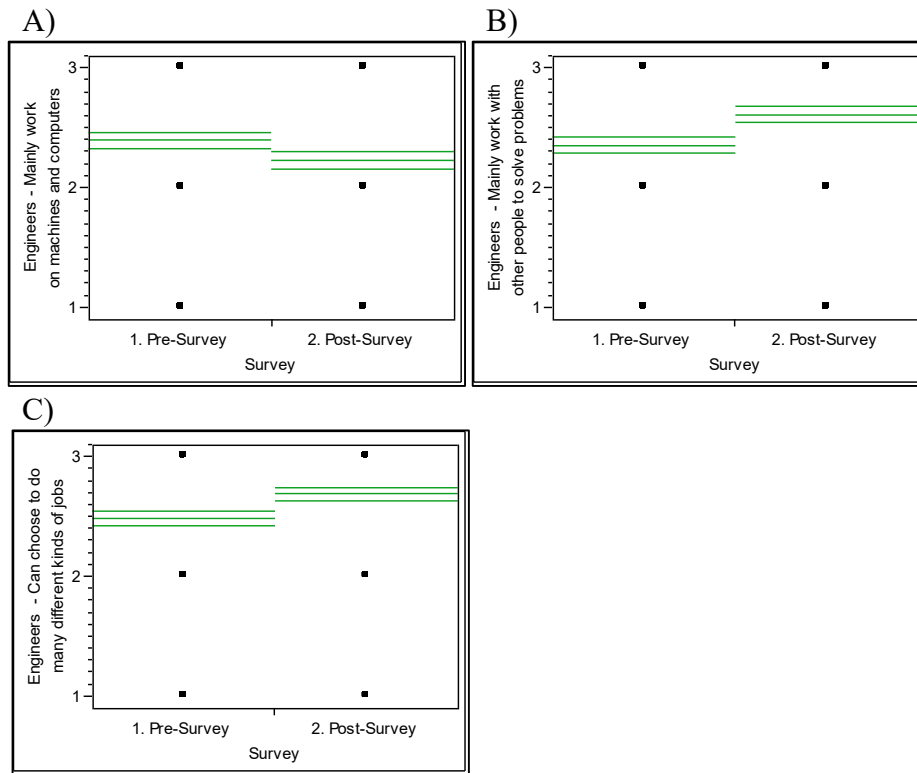 A)
Engineers - Mainly work
on machines and computers
3
2
1
1. Pre-Survey
2. Post-Survey
Survey
B)
Engineers - Mainly work with
other people to solve problems
3
2
1
1. Pre-Survey
2. Post-Survey
Survey
C)
Engineers - Can choose to do
many different kinds of jobs
3
2
1
1. Pre-Survey
2. Post-Survey
Survey